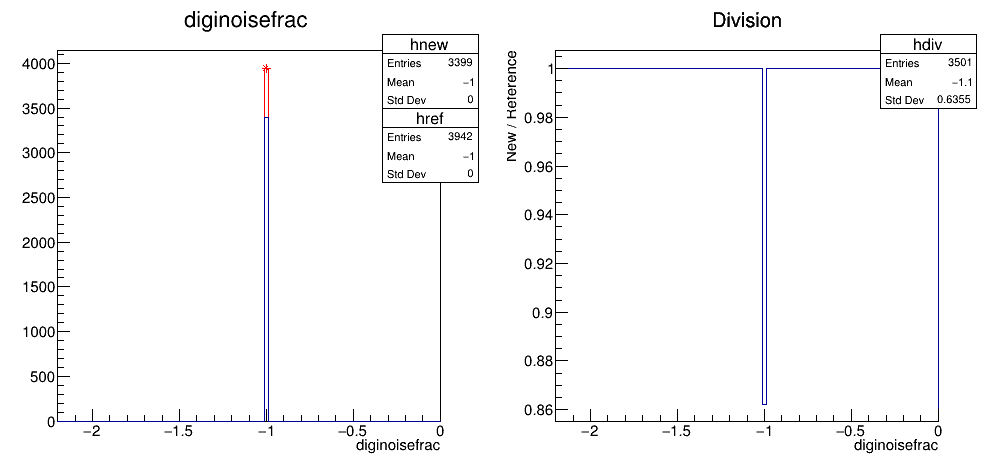 diginoisefrac
hnew
Entries 3399
Mean −1
Std Dev 0
href
Entries 3942
Mean −1
Std Dev 0
4000
3500
3000
2500
2000
1500
1000
500
0
−2 −1.5 −1 −0.5 0
diginoisefrac
Division
hdiv
Entries 3501
Mean −1.1
Std Dev 0.6355
New / Reference
1
0.98
0.96
0.94
0.92
0.9
0.88
0.86
−2 −1.5 −1 −0.5 0
diginoisefrac